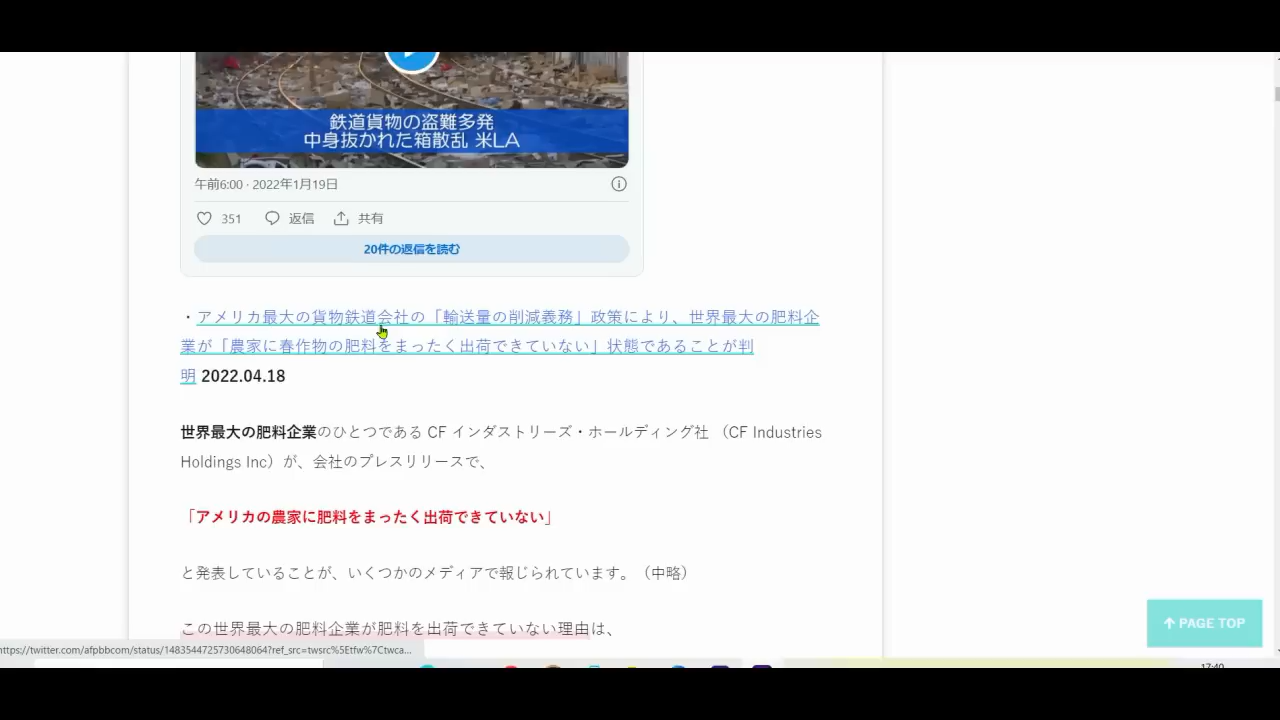 鉄道貨物の盗難多発
中身抜かれた箱散乱 米LA
午前6:00 · 2022年1月19日
351 返信 共有
20件の返信を読む
・アメリカ最大の貨物鉄道会社の「輸送量の削減義務」政策により、世界最大の肥料企
業が「農家に春作物の肥料をまったく出荷できていない」状態であることが判
明 2022.04.18
世界最大の肥料企業のひとつである CF インダストリーズ・ホールディング社 （CF Industries
Holdings Inc）が、会社のプレスリリースで、
「アメリカの農家に肥料をまったく出荷できていない」
と発表していることが、いくつかのメディアで報じられています。（中略）
この世界最大の肥料企業が肥料を出荷できていない理由は、
PAGE TOP
https://twitter.com/afpbbcom/status/1483544725730648064?ref_src=twsrc%5Etfw%7Ctwca...
17:40